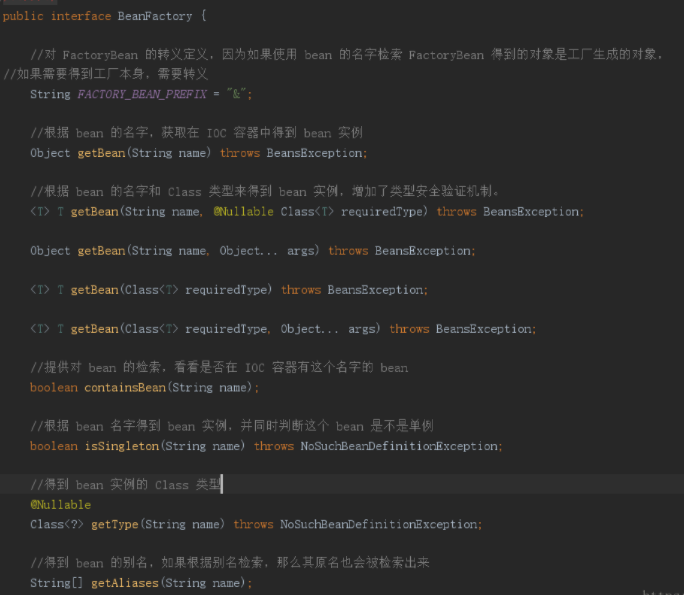 public interface BeanFactory {
//对 FactoryBean 的转义定义，因为如果使用 bean 的名字检索 FactoryBean 得到的对象是工厂生成的对象，
//如果需要得到工厂本身，需要转义
String FACTORY_BEAN_PREFIX = "&";
//根据 bean 的名字，获取在 IOC 容器中得到 bean 实例
Object getBean(String name) throws BeansException;
//根据 bean 的名字和 Class 类型来得到 bean 实例，增加了类型安全验证机制。
<T> T getBean(String name, @Nullable Class<T> requiredType) throws BeansException;
Object getBean(String name, Object... args) throws BeansException;
<T> T getBean(Class<T> requiredType) throws BeansException;
<T> T getBean(Class<T> requiredType, Object... args) throws BeansException;
//提供对 bean 的检索，看看是否在 IOC 容器有这个名字的 bean
boolean containsBean(String name);
//根据 bean 名字得到 bean 实例，并同时判断这个 bean 是不是单例
boolean isSingleton(String name) throws NoSuchBeanDefinitionException;
//得到 bean 实例的 Class 类型
@Nullable
Class<?> getType(String name) throws NoSuchBeanDefinitionException;
//得到 bean 的别名，如果根据别名检索，那么其原名也会被检索出来
String[] getAliases(String name);